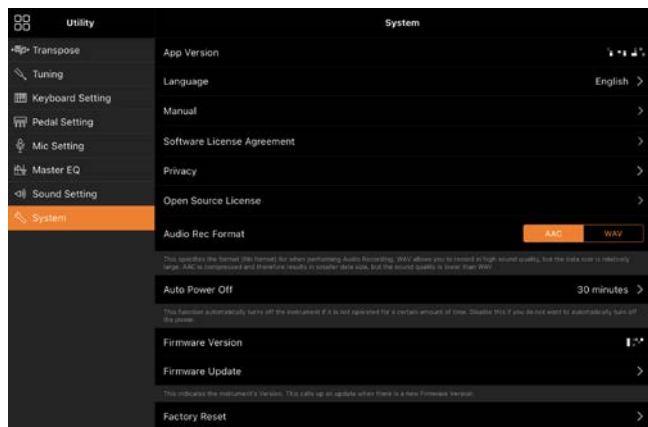 Utility
System
Transpose
Tuning
Keyboard Setting
Pedal Setting
Mic Setting
Master EQ
Sound Setting
System
App Version
Language English
Manual
Software License Agreement
Privacy
Open Source License
Audio Rec Format AAC WAV
This specifies the format (file format) for when performing Audio Recording. WAV allows you to record in high sound quality, but the data size is relatively
large. AAC is compressed and therefore results in smaller data size, but the sound quality is lower than WAV.
Auto Power Off 30 minutes
This function automatically turns off the instrument if it is not operated for a certain amount of time. Disable this if you do not want to automatically turn off
the power.
Firmware Version
Firmware Update
This indicates the instrument's Version. This calls up an update when there is a new Firmware Version.
Factory Reset